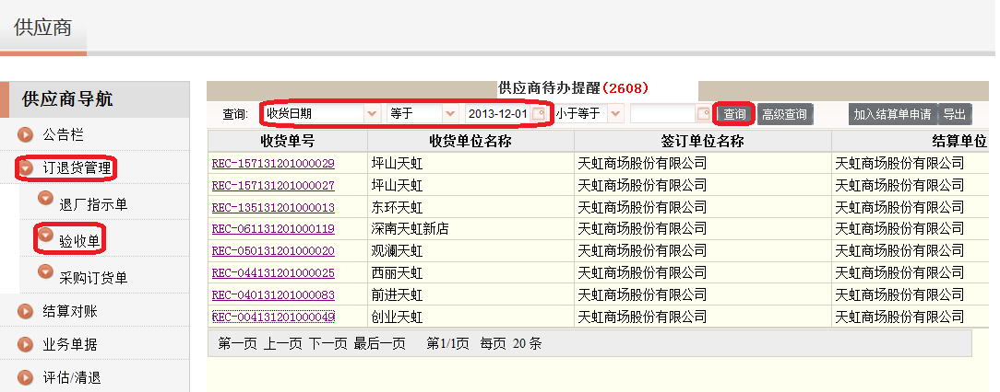 供应商
供应商导航
公告栏
订退货管理
退厂指示单
验收单
采购订货单
结算对账
业务单据
评估/清退
供应商待办提醒(2608)
查询: 收货日期 等于 2013-12-01 小于等于 查询 高级查询 加入结算单申请 导出
收货单号 收货单位名称 签订单位名称 结算单位
REC-157131201000029 坪山天虹 天虹商场股份有限公司 天虹商场股份有限公司
REC-157131201000027 坪山天虹 天虹商场股份有限公司 天虹商场股份有限公司
REC-135131201000013 东环天虹 天虹商场股份有限公司 天虹商场股份有限公司
REC-061131201000119 深南天虹新店 天虹商场股份有限公司 天虹商场股份有限公司
REC-050131201000020 观澜天虹 天虹商场股份有限公司 天虹商场股份有限公司
REC-044131201000025 西丽天虹 天虹商场股份有限公司 天虹商场股份有限公司
REC-040131201000083 前进天虹 天虹商场股份有限公司 天虹商场股份有限公司
REC-004131201000049 创业天虹 天虹商场股份有限公司 天虹商场股份有限公司
第一页 上一页 下一页 最后一页 第1/1页 每页 20 条